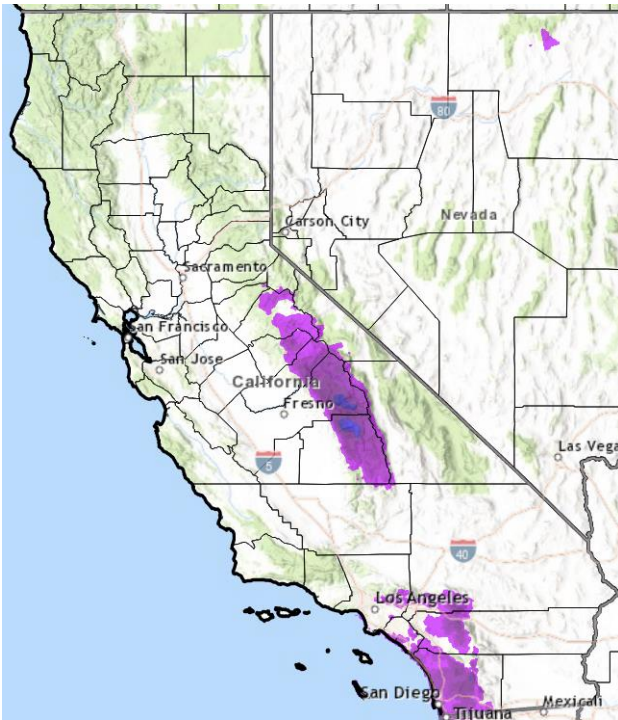 80
Carson City
Nevada
Sacramento
San Francisco
San Jose
California
Fresno
Las Vega
5
40
Los Angeles
San Diego
Tijuana
Mexicali